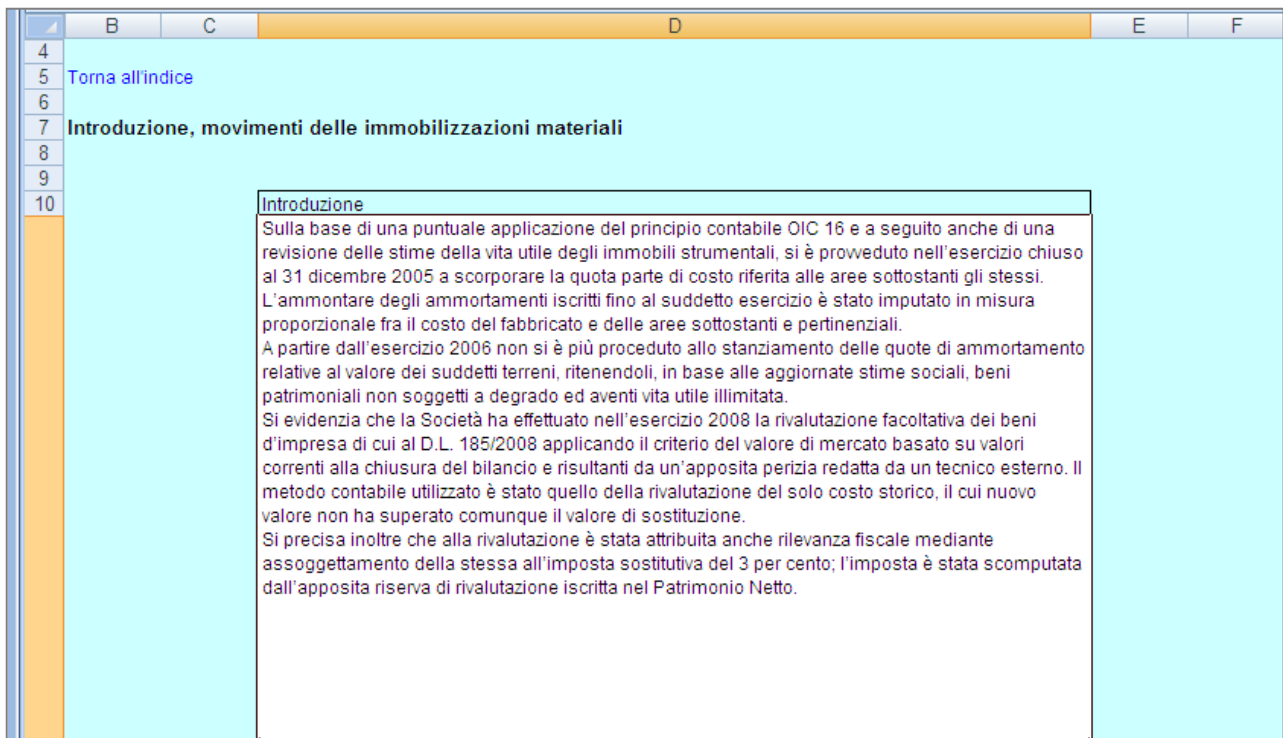 B C D E F
4
5 Torna all'indice
6
7 Introduzione, movimenti delle immobilizzazioni materiali
8
9
10 Introduzione
Sulla base di una puntuale applicazione del principio contabile OIC 16 e a seguito anche di una
revisione delle stime della vita utile degli immobili strumentali, si è provveduto nell'esercizio chiuso
al 31 dicembre 2005 a scorporare la quota parte di costo riferita alle aree sottostanti gli stessi.
L'ammontare degli ammortamenti iscritti fino al suddetto esercizio è stato imputato in misura
proporzionale fra il costo del fabbricato e delle aree sottostanti e pertinenziali.
A partire dall'esercizio 2006 non si è più proceduto allo stanziamento delle quote di ammortamento
relative al valore dei suddetti terreni, ritenendoli, in base alle aggiornate stime sociali, beni
patrimoniali non soggetti a degrado ed aventi vita utile illimitata.
Si evidenzia che la Società ha effettuato nell'esercizio 2008 la rivalutazione facoltativa dei beni
d'impresa di cui al D.L. 185/2008 applicando il criterio del valore di mercato basato su valori
correnti alla chiusura del bilancio e risultanti da un'apposita perizia redatta da un tecnico esterno. Il
metodo contabile utilizzato è stato quello della rivalutazione del solo costo storico, il cui nuovo
valore non ha superato comunque il valore di sostituzione.
Si precisa inoltre che alla rivalutazione è stata attribuita anche rilevanza fiscale mediante
assoggettamento della stessa all'imposta sostitutiva del 3 per cento; l'imposta è stata scomputata
dall'apposita riserva di rivalutazione iscritta nel Patrimonio Netto.